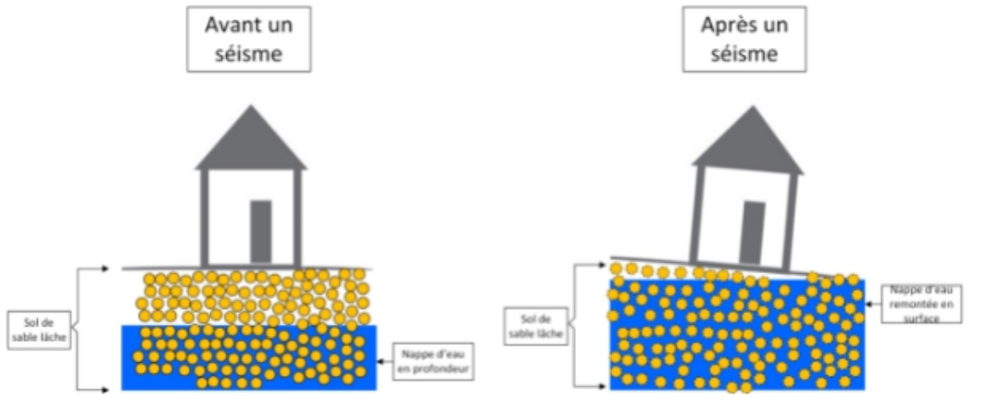 Avant un
séisme
Après un
séisme
Sol de
sable lâche
Nappe d'eau
en profondeur
Sol de
sable lâche
Nappe d'eau
remontée en
surface